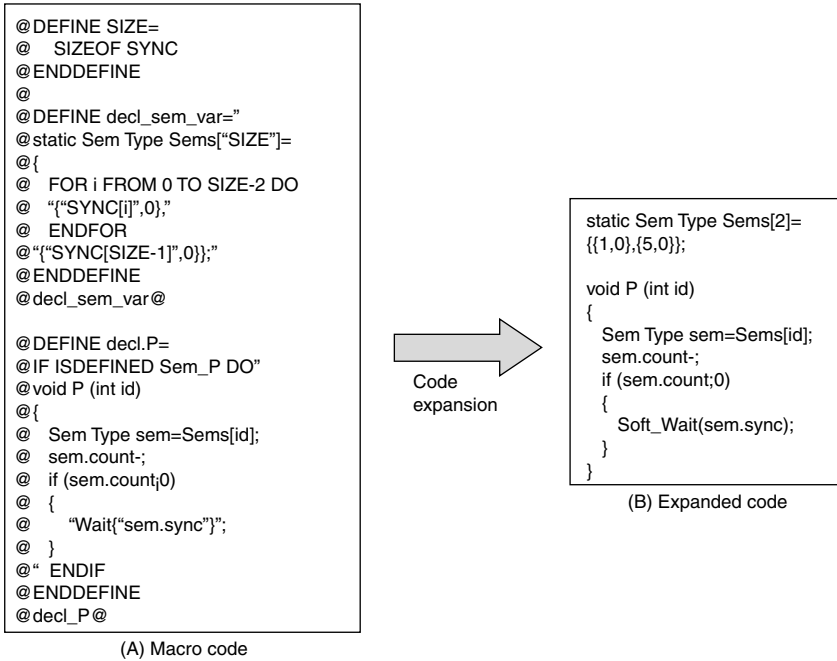 @DEFINE SIZE=
@ SIZEOF SYNC
@ENDDEFINE
@
@DEFINE decl_sem_var=”
@static Sem Type Sems[“SIZE”]=
@{
@ FOR i FROM 0 TO SIZE-2 DO
@ “{“SYNC[i]”,0},”
@ ENDFOR
@“{“SYNC[SIZE-1]”,0}};”
@ENDDEFINE
@decl_sem_var@
@DEFINE decl.P=
@IF ISDEFINED Sem_P DO”
@void P (int id)
@{
@ Sem Type sem=Sems[id];
@ sem.count-;
@ if (sem.count¡0)
@ {
@ “Wait{“sem.sync”}”;
@ }
@“ ENDIF
@ENDDEFINE
@decl_P@
(A) Macro code
Code
expansion
static Sem Type Sems[2]=
{{1,0},{5,0}};
void P (int id)
{
Sem Type sem=Sems[id];
sem.count-;
if (sem.count;0)
{
Soft_Wait(sem.sync);
}
}
(B) Expanded code